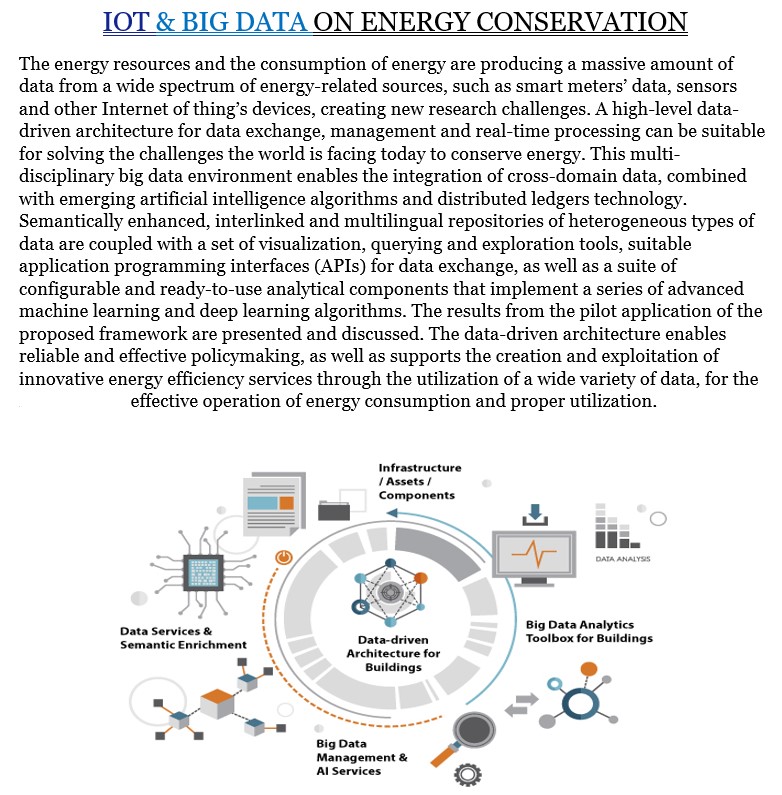 IOT & BIG DATA ON ENERGY CONSERVATION
The energy resources and the consumption of energy are producing a massive amount of
data from a wide spectrum of energy-related sources, such as smart meters’ data, sensors
and other Internet of thing’s devices, creating new research challenges. A high-level data-
driven architecture for data exchange, management and real-time processing can be suitable
for solving the challenges the world is facing today to conserve energy. This multi-
disciplinary big data environment enables the integration of cross-domain data, combined
with emerging artificial intelligence algorithms and distributed ledgers technology.
Semantically enhanced, interlinked and multilingual repositories of heterogeneous types of
data are coupled with a set of visualization, querying and exploration tools, suitable
application programming interfaces (APIs) for data exchange, as well as a suite of
configurable and ready-to-use analytical components that implement a series of advanced
machine learning and deep learning algorithms. The results from the pilot application of the
proposed framework are presented and discussed. The data-driven architecture enables
reliable and effective policymaking, as well as supports the creation and exploitation of
innovative energy efficiency services through the utilization of a wide variety of data, for the
effective operation of energy consumption and proper utilization.
Infrastructure
/ Assets /
Components
DATA ANALYSIS
Data Services &
Semantic Enrichment
Data-driven
Architecture for
Buildings
Big Data Analytics
Toolbox for Buildings
Big Data
Management &
AI Services